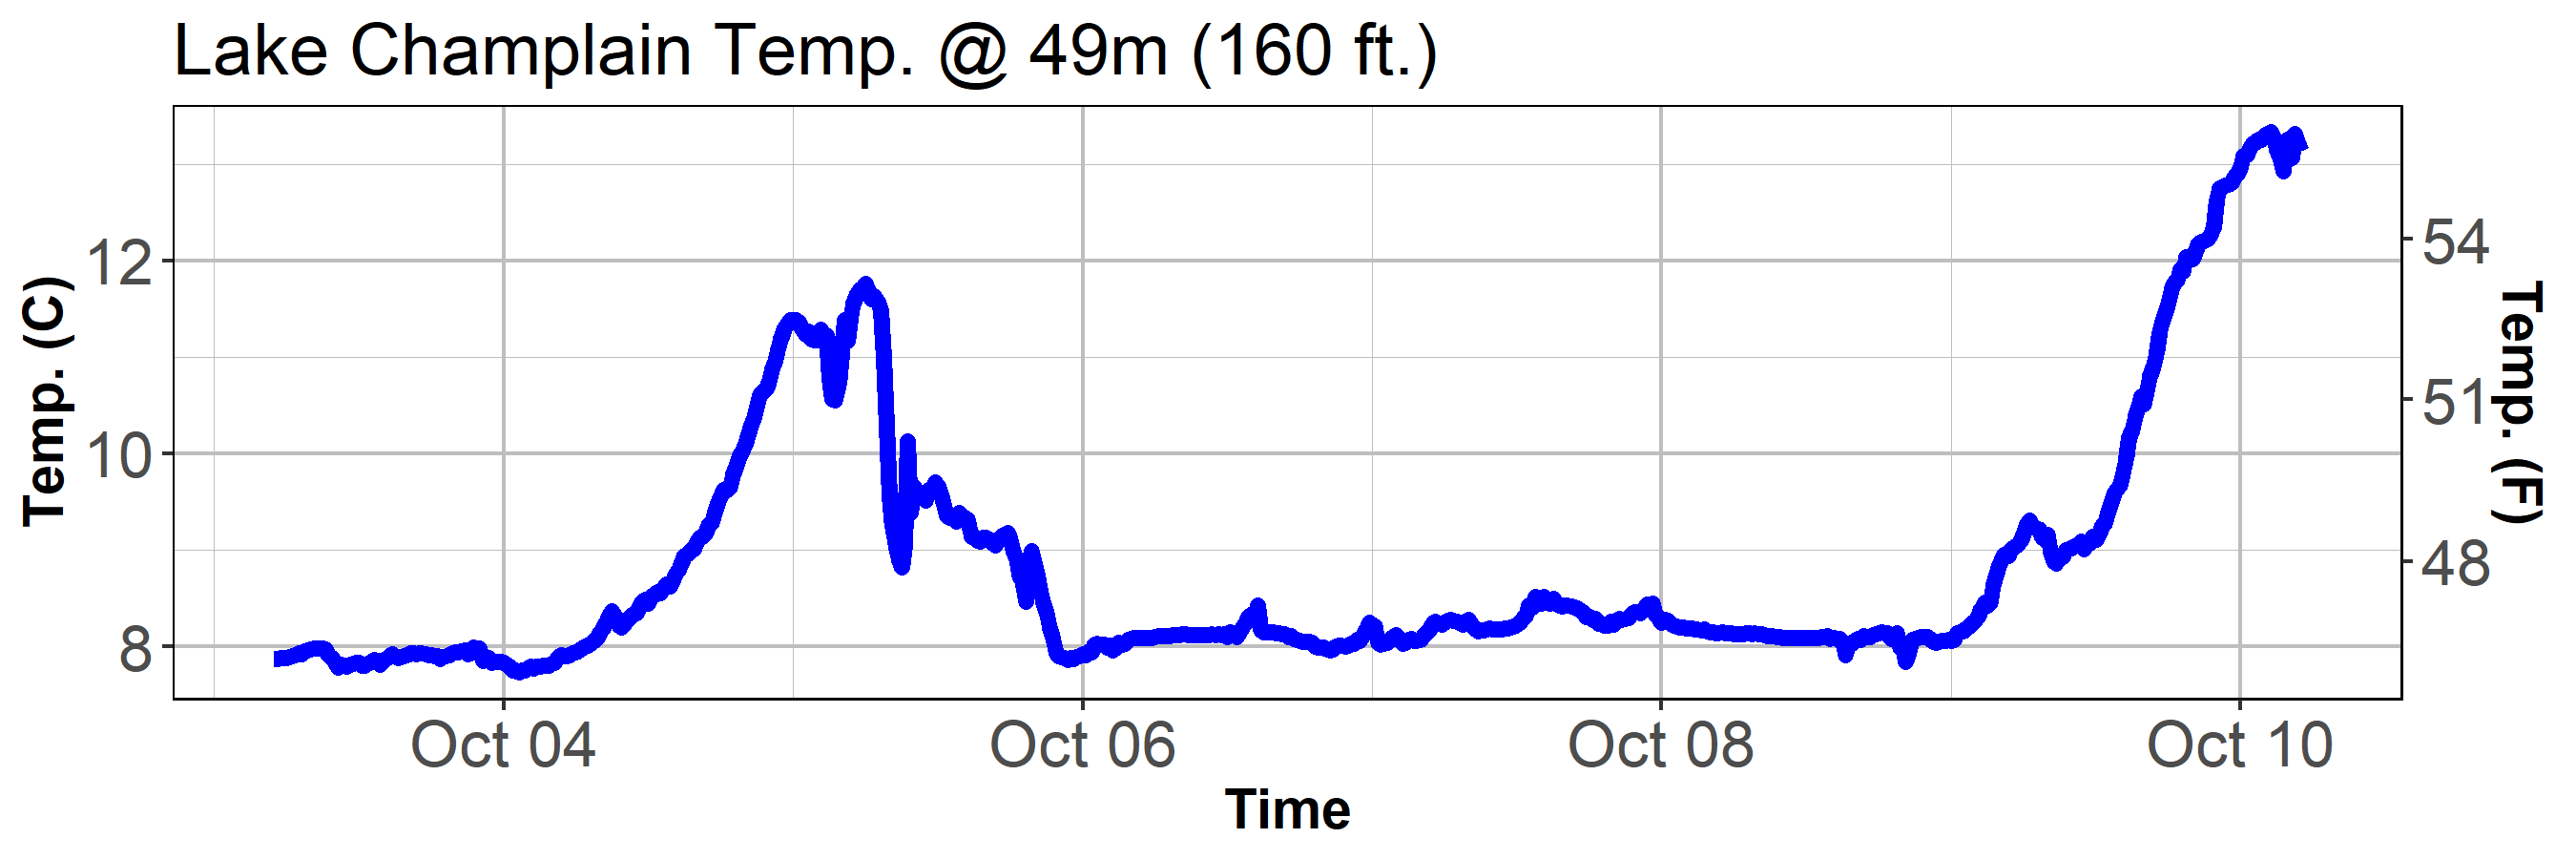 Lake Champlain Temp. @ 49m (160 ft.)
Temp. (C)
12
10
8
54
51
48
Temp. (F)
Oct 04
Oct 06
Oct 08
Oct 10
Time